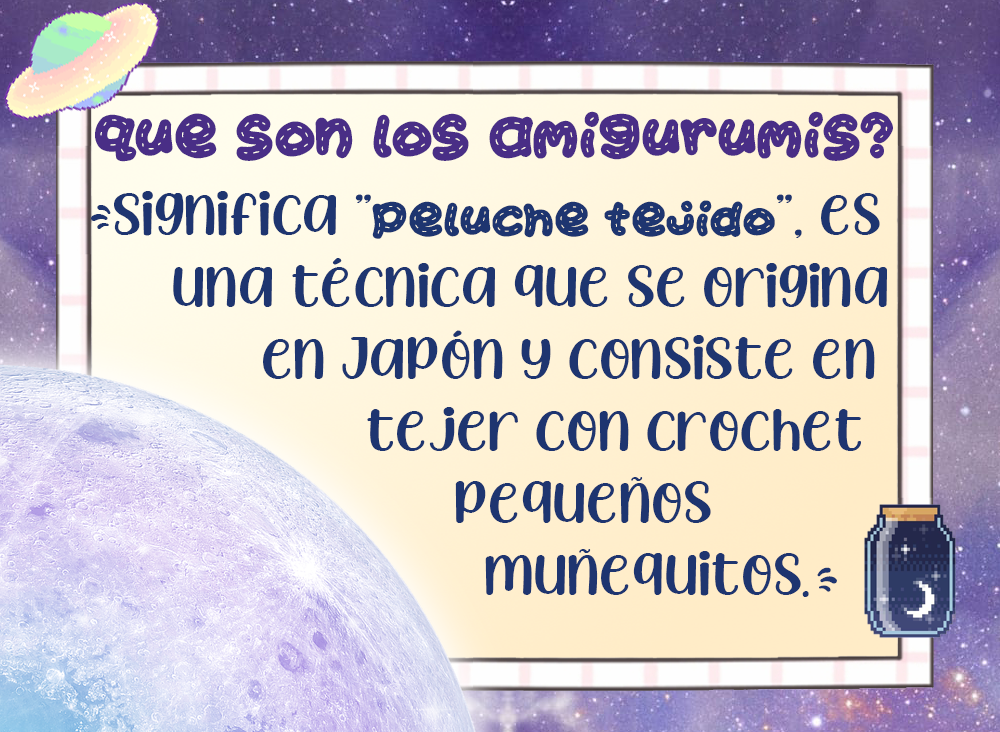 que son los amigurumis?
significa "peluche tejido", es
una técnica que se origina
en Japón y consiste en
tejer con crochet
pequeños
muñequitos.